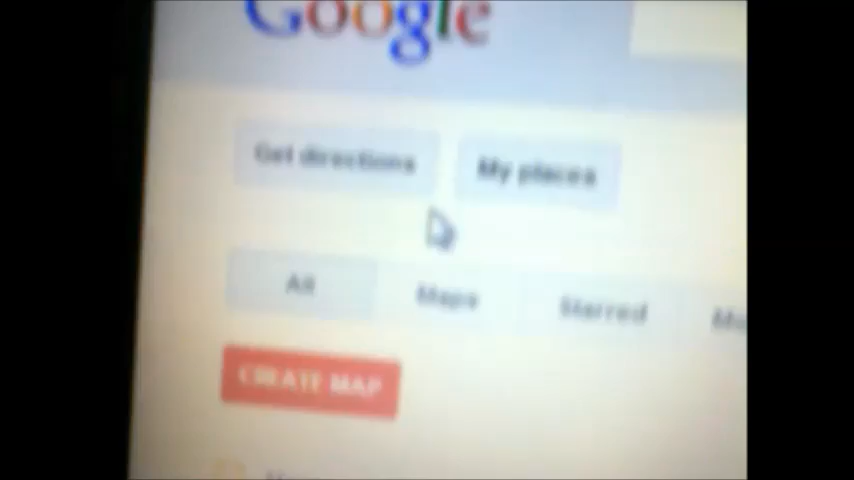 Google
Get directions My places
All Maps Starred
CREATE MAP